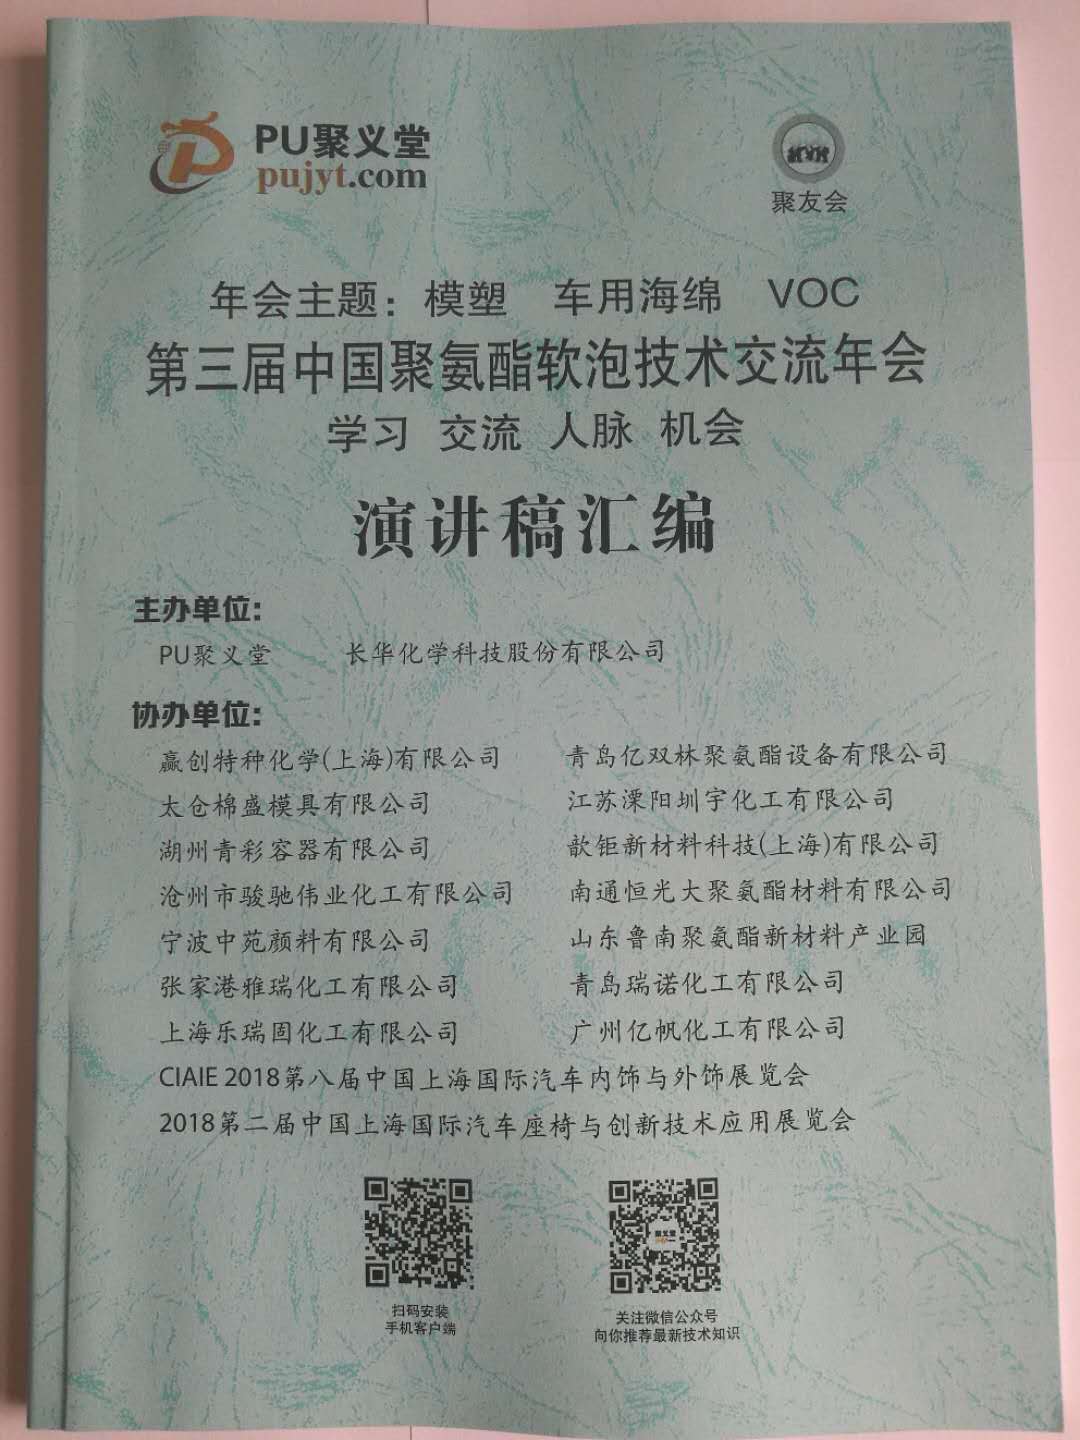 PU聚义堂
pujyt.com
聚友会
年会主题：模塑 车用海绵 VOC
第三届中国聚氨酯软泡技术交流年会
学习 交流 人脉 机会
演讲稿汇编
主办单位：
PU聚义堂 长华化学科技股份有限公司
协办单位：
赢创特种化学(上海)有限公司 青岛亿双林聚氨酯设备有限公司
太仓棉盛模具有限公司 江苏溧阳圳宇化工有限公司
湖州青彩容器有限公司 歆钜新材料科技(上海)有限公司
沧州市骏驰伟业化工有限公司 南通恒光大聚氨酯材料有限公司
宁波中苑颜料有限公司 山东鲁南聚氨酯新材料产业园
张家港雅瑞化工有限公司 青岛瑞诺化工有限公司
上海乐瑞固化工有限公司 广州亿帆化工有限公司
CIAIE 2018第八届中国上海国际汽车内饰与外饰展览会
2018第二届中国上海国际汽车座椅与创新技术应用展览会
扫码安装
手机客户端
关注微信公众号
向你推荐最新技术知识